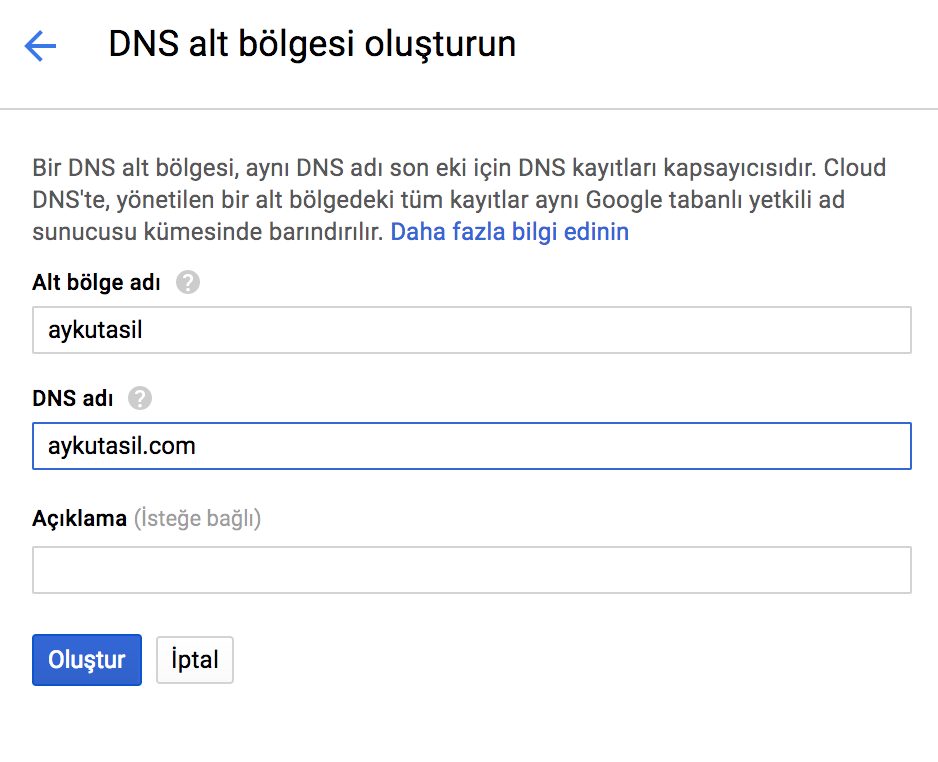 DNS alt bölgesi oluşturun
Bir DNS alt bölgesi, aynı DNS adı son eki için DNS kayıtları kapsayıcısıdır. Cloud
DNS'te, yönetilen bir alt bölgedeki tüm kayıtlar aynı Google tabanlı yetkili ad
sunucusu kümesinde barındırılır. Daha fazla bilgi edinin
Alt bölge adı ?
aykutasil
DNS adı ?
aykutasil.com
Açıklama (İsteğe bağlı)
Oluştur İptal